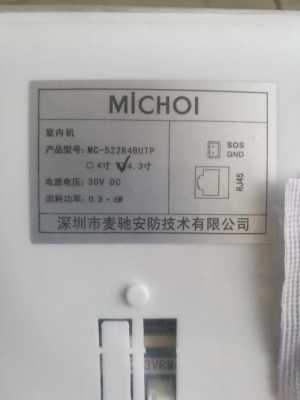 MiCHOI
室内机
产品型号: MC-522R4BUTP
□4寸 ✓4.3寸
电源电压: 30V DC
消耗功率: 0.3-6W
SOS
GND
RJ45
深圳市麦驰安防技术有限公司